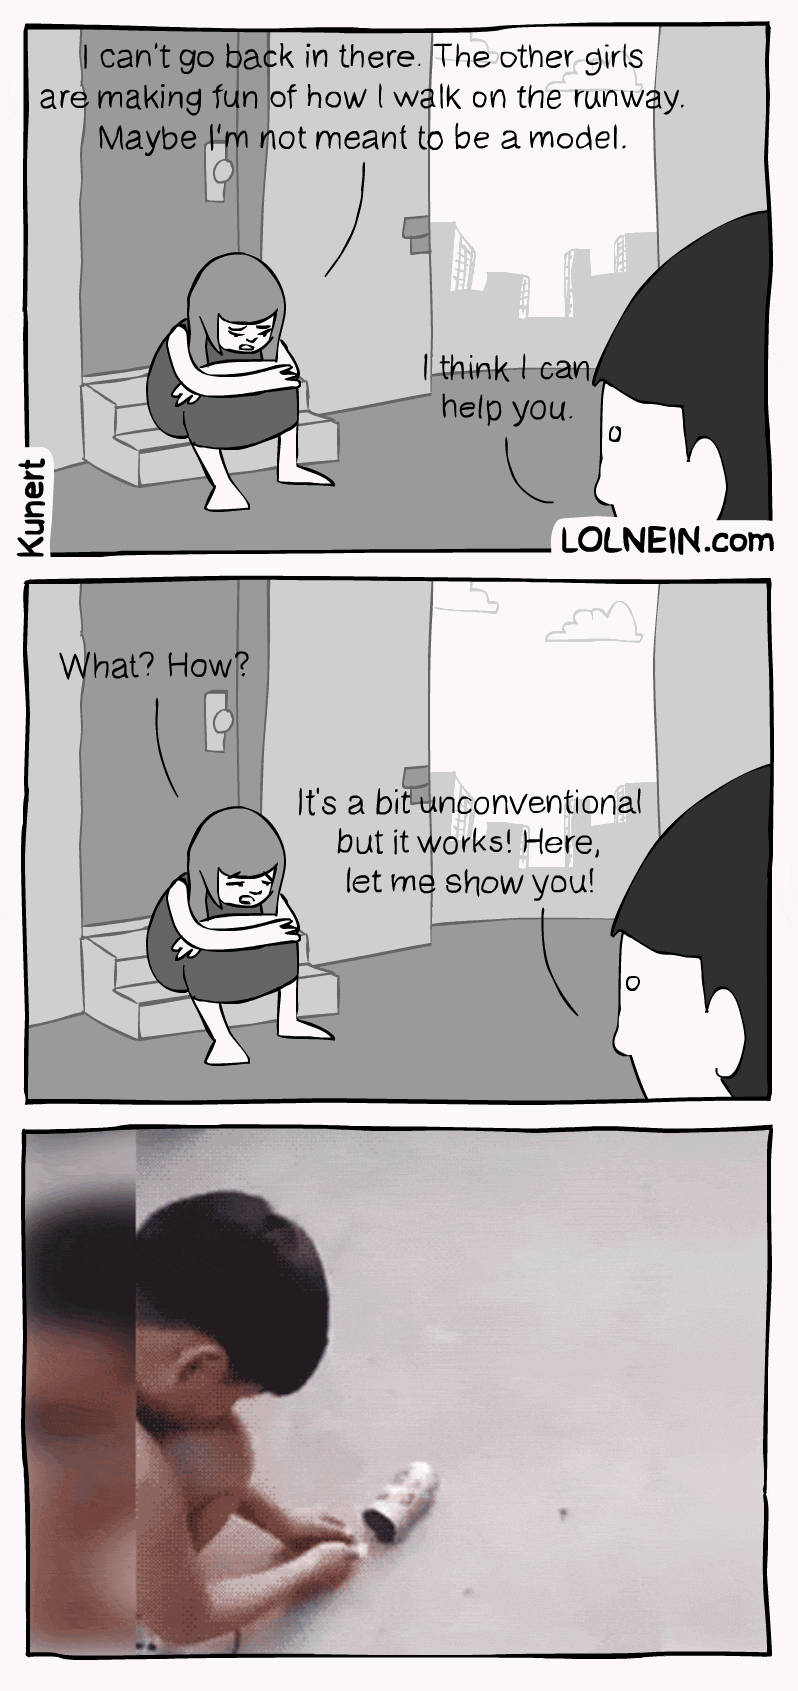 I can't go back in there. The other girls
are making fun of how I walk on the runway.
Maybe I'm not meant to be a model.
I think I can
help you.
Kunert
LOLNEIN.com
What? How?
It's a bit unconventional
but it works! Here,
let me show you!